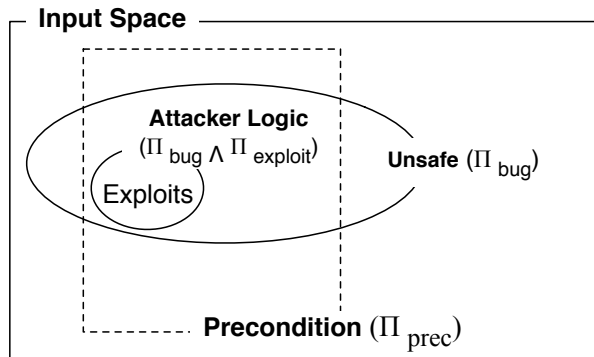 Input Space
Attacker Logic
(Π bug ∧ Π exploit)
Unsafe (Π bug)
Exploits
Precondition (Π prec)